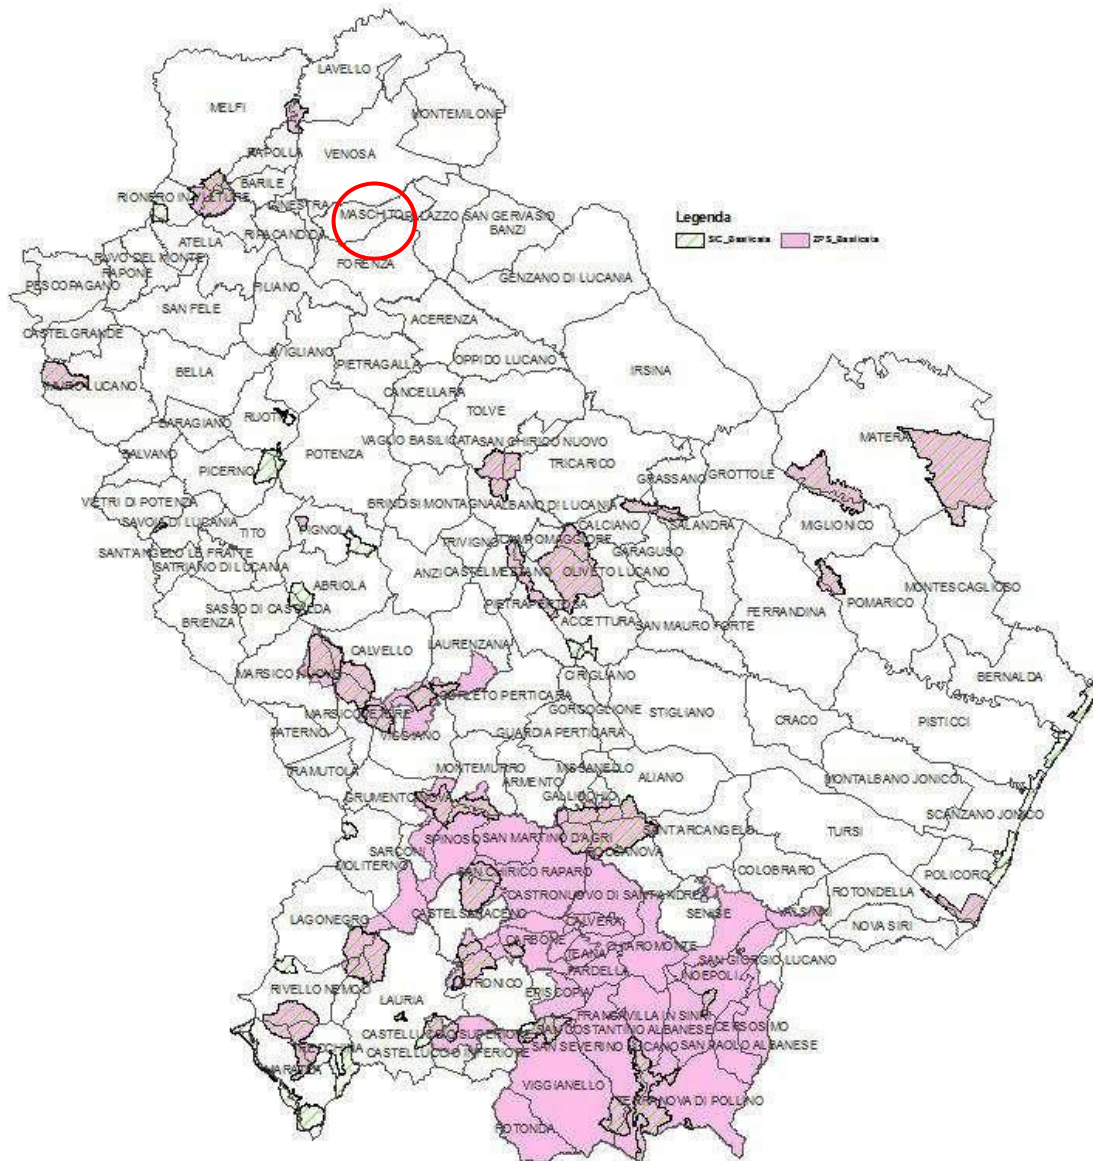 LAVELLO
MELFI
MONTEMILONE
RAPOLLA
VENOSA
BARILE
RIONERO IN VULTURE
GINESTRA
MASCHITO
PALAZZO SAN GERVASIO
BANZI
RIPACANDIDA
ATELLA
FORENZA
RUVO DEL MONTE
RAPONE
GENZANO DI LUCANIA
PESCOPAGANO
FILIANO
SAN FELE
ACERENZA
CASTELGRANDE
AVIGLIANO
PIETRAGALLA
OPPIDO LUCANO
BELLA
IRSINA
MURO LUCANO
CANCELLARA
TOLVE
BARAGIANO
RUOTI
VAGLIO BASILICATA
SAN CHIRICO NUOVO
MATERA
BALVANO
PICERNO
POTENZA
TRICARICO
GROTTOLE
GRASSANO
VIETRI DI POTENZA
BRINDISI MONTAGNA
ALBANO DI LUCANIA
SAVOIA DI LUCANIA
TITO
PIGNOLA
CALCIANO
SALANDRA
MIGLIONICO
TRIVIGNO
CAMPOMAGGIORE
GARAGUSO
SANT'ANGELO LE FRATTE
SATRIANO DI LUCANIA
ANZI
CASTELMEZZANO
OLIVETO LUCANO
ABRIOLA
MONTESCAGLIOSO
SASSO DI CASTALDA
PIETRAPERTOSA
FERRANDINA
POMARICO
BRIENZA
ACCETTURA
SAN MAURO FORTE
CALVELLO
LAURENZANA
MARSICO NUOVO
CIRIGLIANO
BERNALDA
CORLETO PERTICARA
MARSICOVETERE
GORGOGLIONE
STIGLIANO
CRACO
PISTICCI
PATERNO
VIGGIANO
GUARDIA PERTICARA
TRAMUTOLA
MONTEMURRO
MISSANELLO
ARMENTO
ALIANO
MONTALBANO JONICO
GRUMENTO NOVA
GALLICCHIO
SCANZANO JONICO
SPINOSO
SAN MARTINO D'AGRI
SANT'ARCANGELO
TURSI
SARCONI
ROCCANOVA
MOLITERNO
SAN CHIRICO RAPARO
COLOBRARO
POLICORO
CASTRONUOVO DI SANT'ANDREA
ROTONDELLA
LAGONEGRO
CASTELSARACENO
CALVERA
SENISE
VALSINNI
NOVA SIRI
CARBONE
TEANA
CHIAROMONTE
SAN GIORGIO LUCANO
FARDELLA
NOEPOLI
RIVELLO
NEMOLI
LATRONICO
EPISCOPIA
LAURIA
FRANCAVILLA IN SINNI
CASTELLUCCIO SUPERIORE
SAN COSTANTINO ALBANESE
CERSOSIMO
TRECCHINA
CASTELLUCCIO INFERIORE
SAN SEVERINO LUCANO
SAN PAOLO ALBANESE
MARATEA
VIGGIANELLO
TERRANOVA DI POLLINO
ROTONDA
Legenda
SIC_Basilicata
ZPS_Basilicata